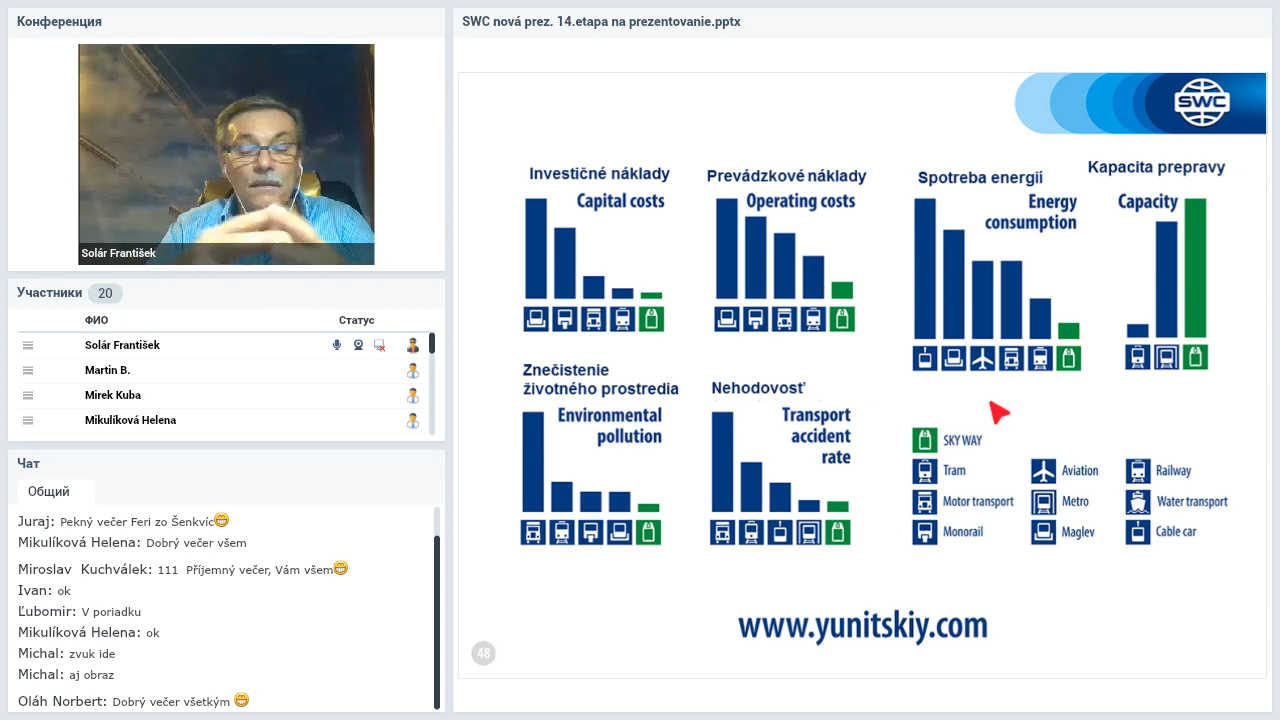 Конференция
Solár František
Участники 20
ФИО Статус
Solár František
Martin B.
Mirek Kuba
Mikulíková Helena
Чат
Общий
Juraj: Pekný večer Feri zo Šenkvíc
Mikulíková Helena: Dobrý večer všem
Miroslav Kuchválek: 111 Příjemný večer, Vám všem
Ivan: ok
Ľubomir: V poriadku
Mikulíková Helena: ok
Michal: zvuk ide
Michal: aj obraz
Oláh Norbert: Dobrý večer všetkým
SWC nová prez. 14.etapa na prezentovanie.pptx
SWC
Investičné náklady
Capital costs
Prevádzkové náklady
Operating costs
Spotreba energií
Energy
consumption
Kapacita prepravy
Capacity
Znečistenie
životného prostredia
Environmental
pollution
Nehodovosť
Transport
accident
rate
SKY WAY
Tram
Aviation
Railway
Motor transport
Metro
Water transport
Monorail
Maglev
Cable car
www.yunitskiy.com
48